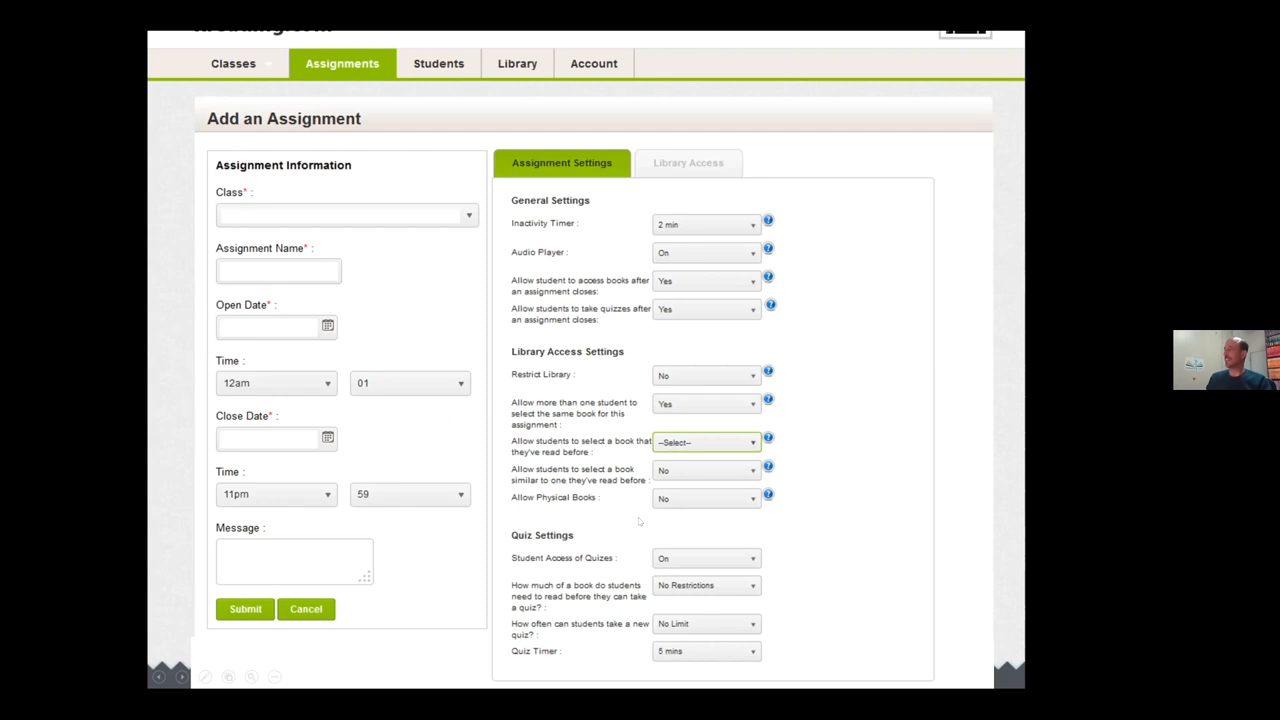 Classes
Assignments
Students
Library
Account
Add an Assignment
Assignment Information
Class* :
Assignment Name* :
Open Date* :
Time :
12am
01
Close Date* :
Time :
11pm
59
Message :
Submit
Cancel
Assignment Settings
Library Access
General Settings
Inactivity Timer :
2 min
Audio Player :
On
Allow student to access books after
an assignment closes:
Yes
Allow students to take quizzes after
an assignment closes:
Yes
Library Access Settings
Restrict Library :
No
Allow more than one student to
select the same book for this
assignment :
Yes
Allow students to select a book that
they've read before :
--Select--
Allow students to select a book
similar to one they've read before :
No
Allow Physical Books :
No
Quiz Settings
Student Access of Quizes :
On
How much of a book do students
need to read before they can take
a quiz? :
No Restrictions
How often can students take a new
quiz? :
No Limit
Quiz Timer :
5 mins